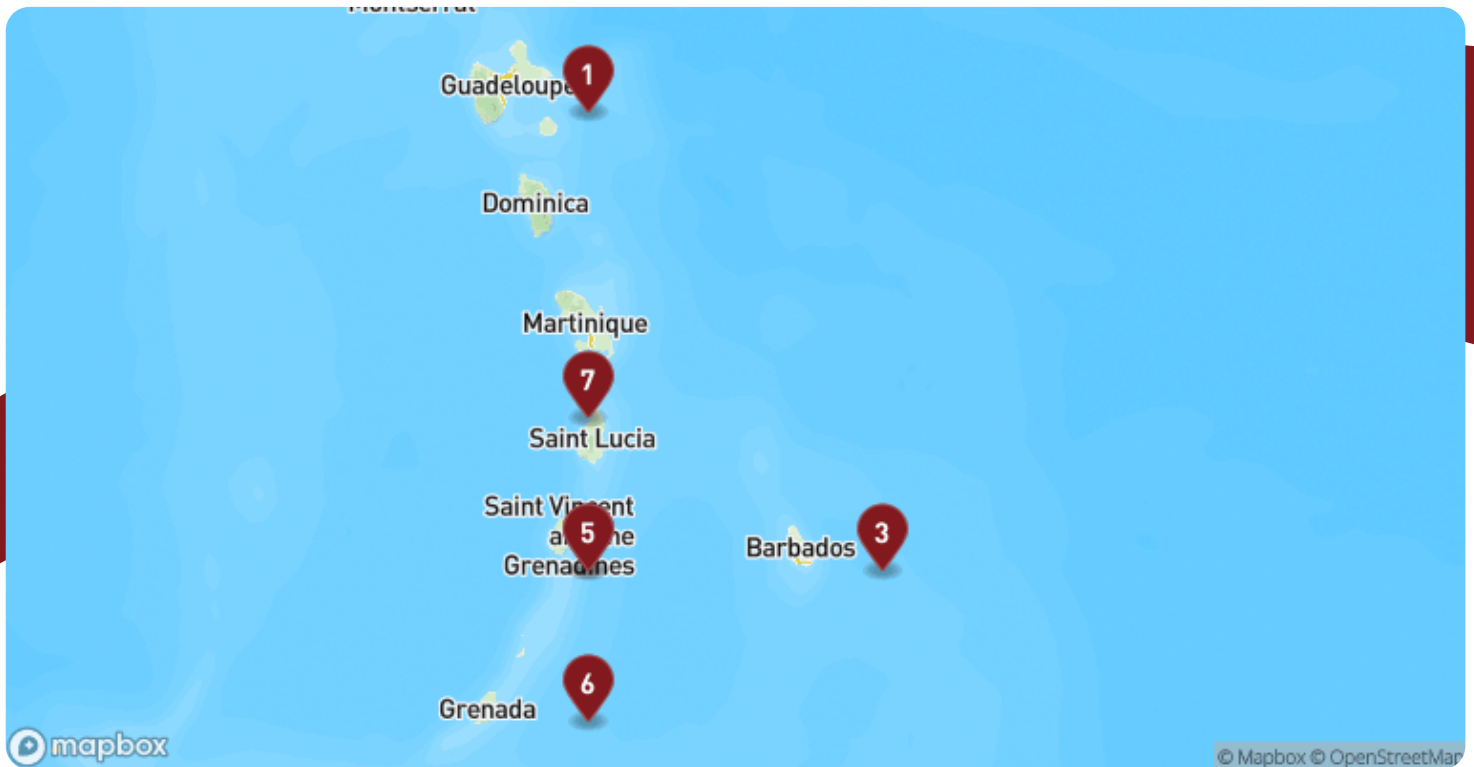 Montserrat
Guadeloupe
1
Dominica
Martinique
7
Saint Lucia
Saint Vincent
and the
Grenadines
5
Barbados
3
6
Grenada
mapbox
© Mapbox © OpenStreetMap